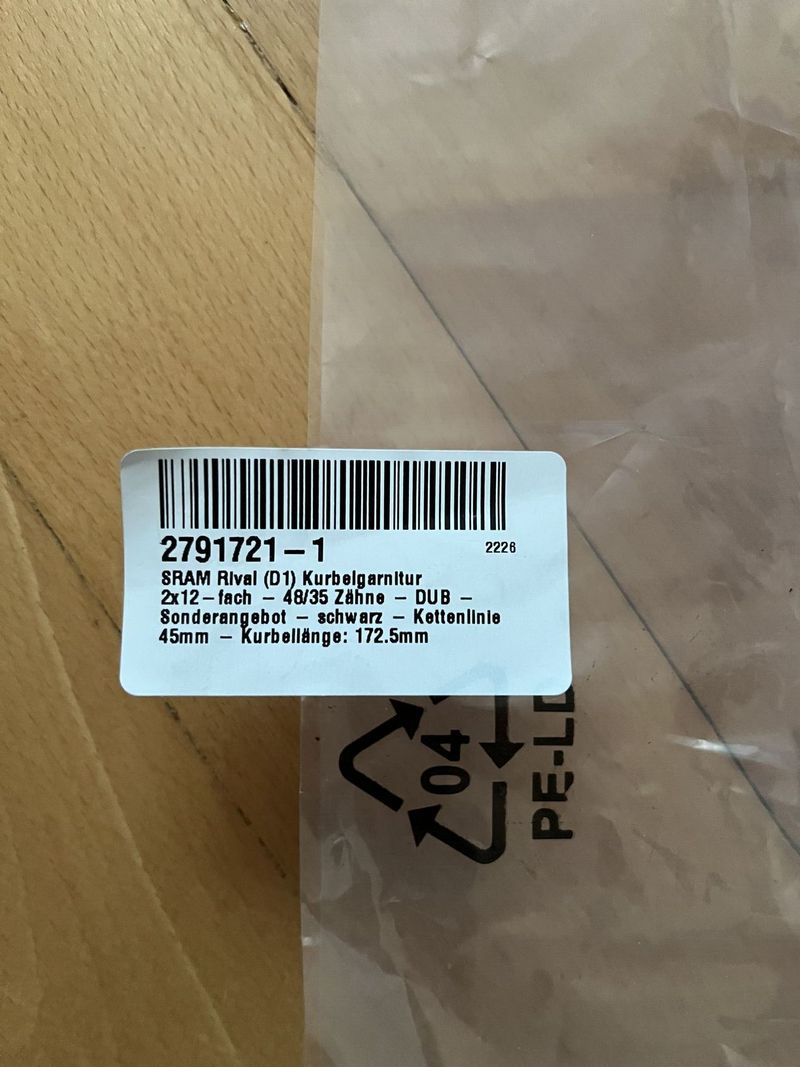 2791721-1
2226
SRAM Rival (D1) Kurbelgarnitur
2x12-fach - 48/35 Zähne - DUB -
Sonderangebot - schwarz - Kettenlinie
45mm - Kurbellänge: 172.5mm
04
PE-LD